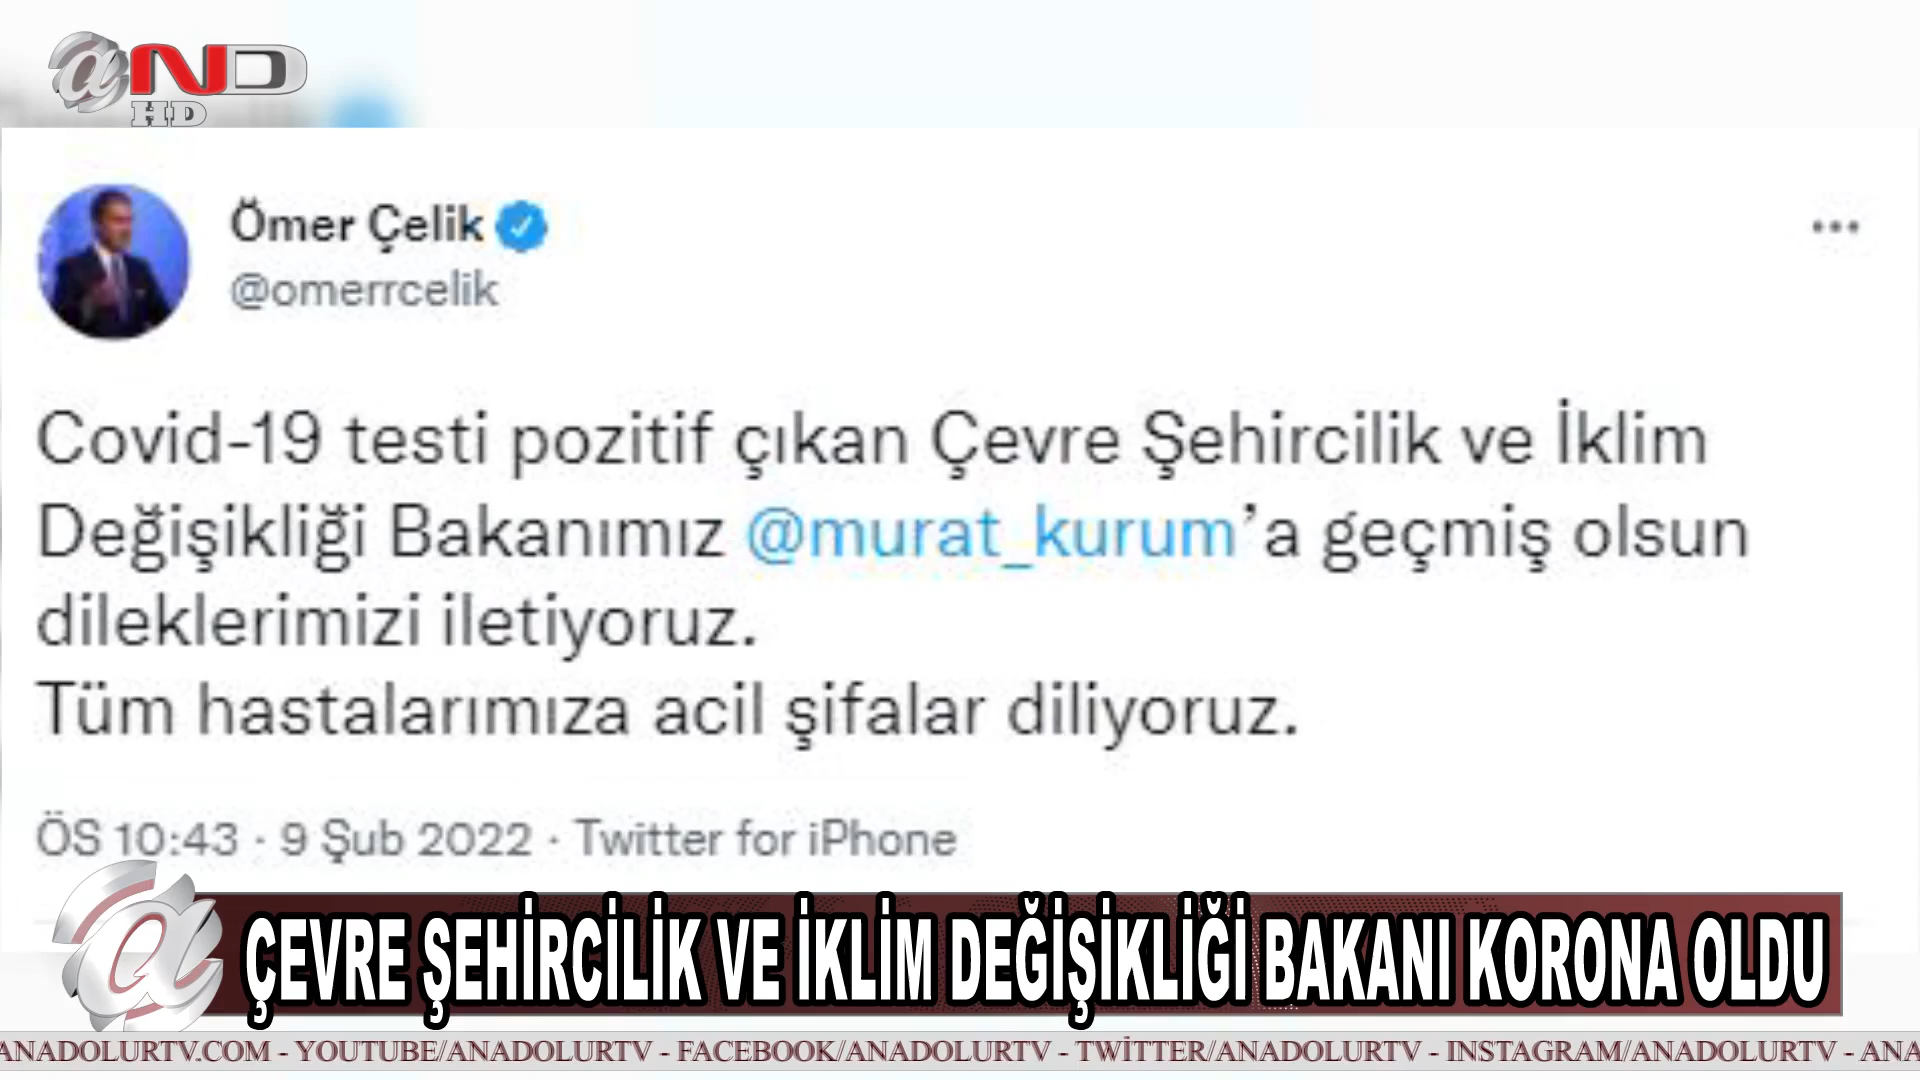 @ND
HD
Ömer Çelik
@omerrcelik
Covid-19 testi pozitif çıkan Çevre Şehircilik ve İklim
Değişikliği Bakanımız @murat_kurum’a geçmiş olsun
dileklerimizi iletiyoruz.
Tüm hastalarımıza acil şifalar diliyoruz.
ÖS 10:43 · 9 Şub 2022 · Twitter for iPhone
ÇEVRE ŞEHİRCİLİK VE İKLİM DEĞİŞİKLİĞİ BAKANI KORONA OLDU
ANADOLURTV.COM - YOUTUBE/ANADOLURTV - FACEBOOK/ANADOLURTV - TWİTTER/ANADOLURTV - INSTAGRAM/ANADOLURTV - ANA